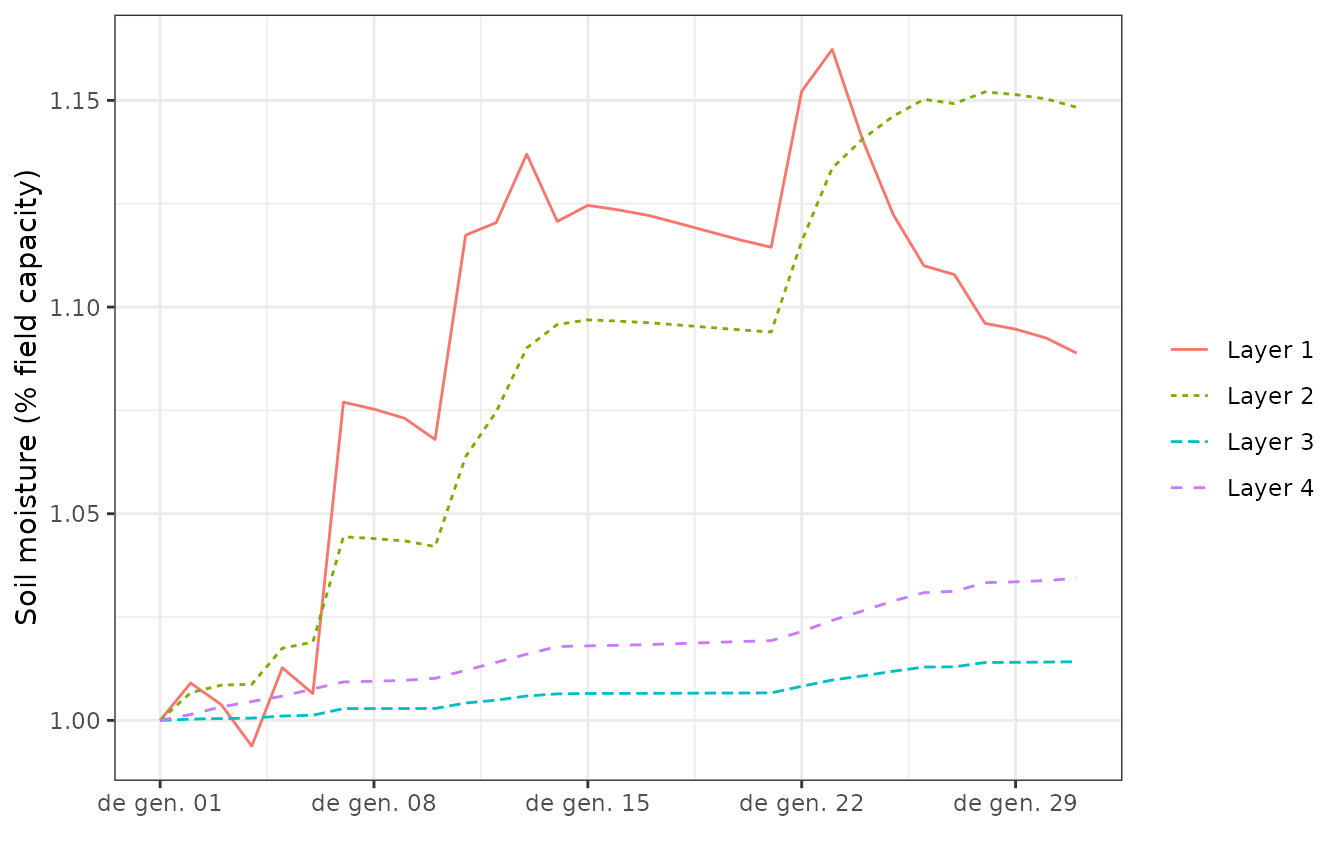 Soil moisture (% field capacity)
1.15
1.10
1.05
1.00
de gen. 01
de gen. 08
de gen. 15
de gen. 22
de gen. 29
Layer 1
Layer 2
Layer 3
Layer 4